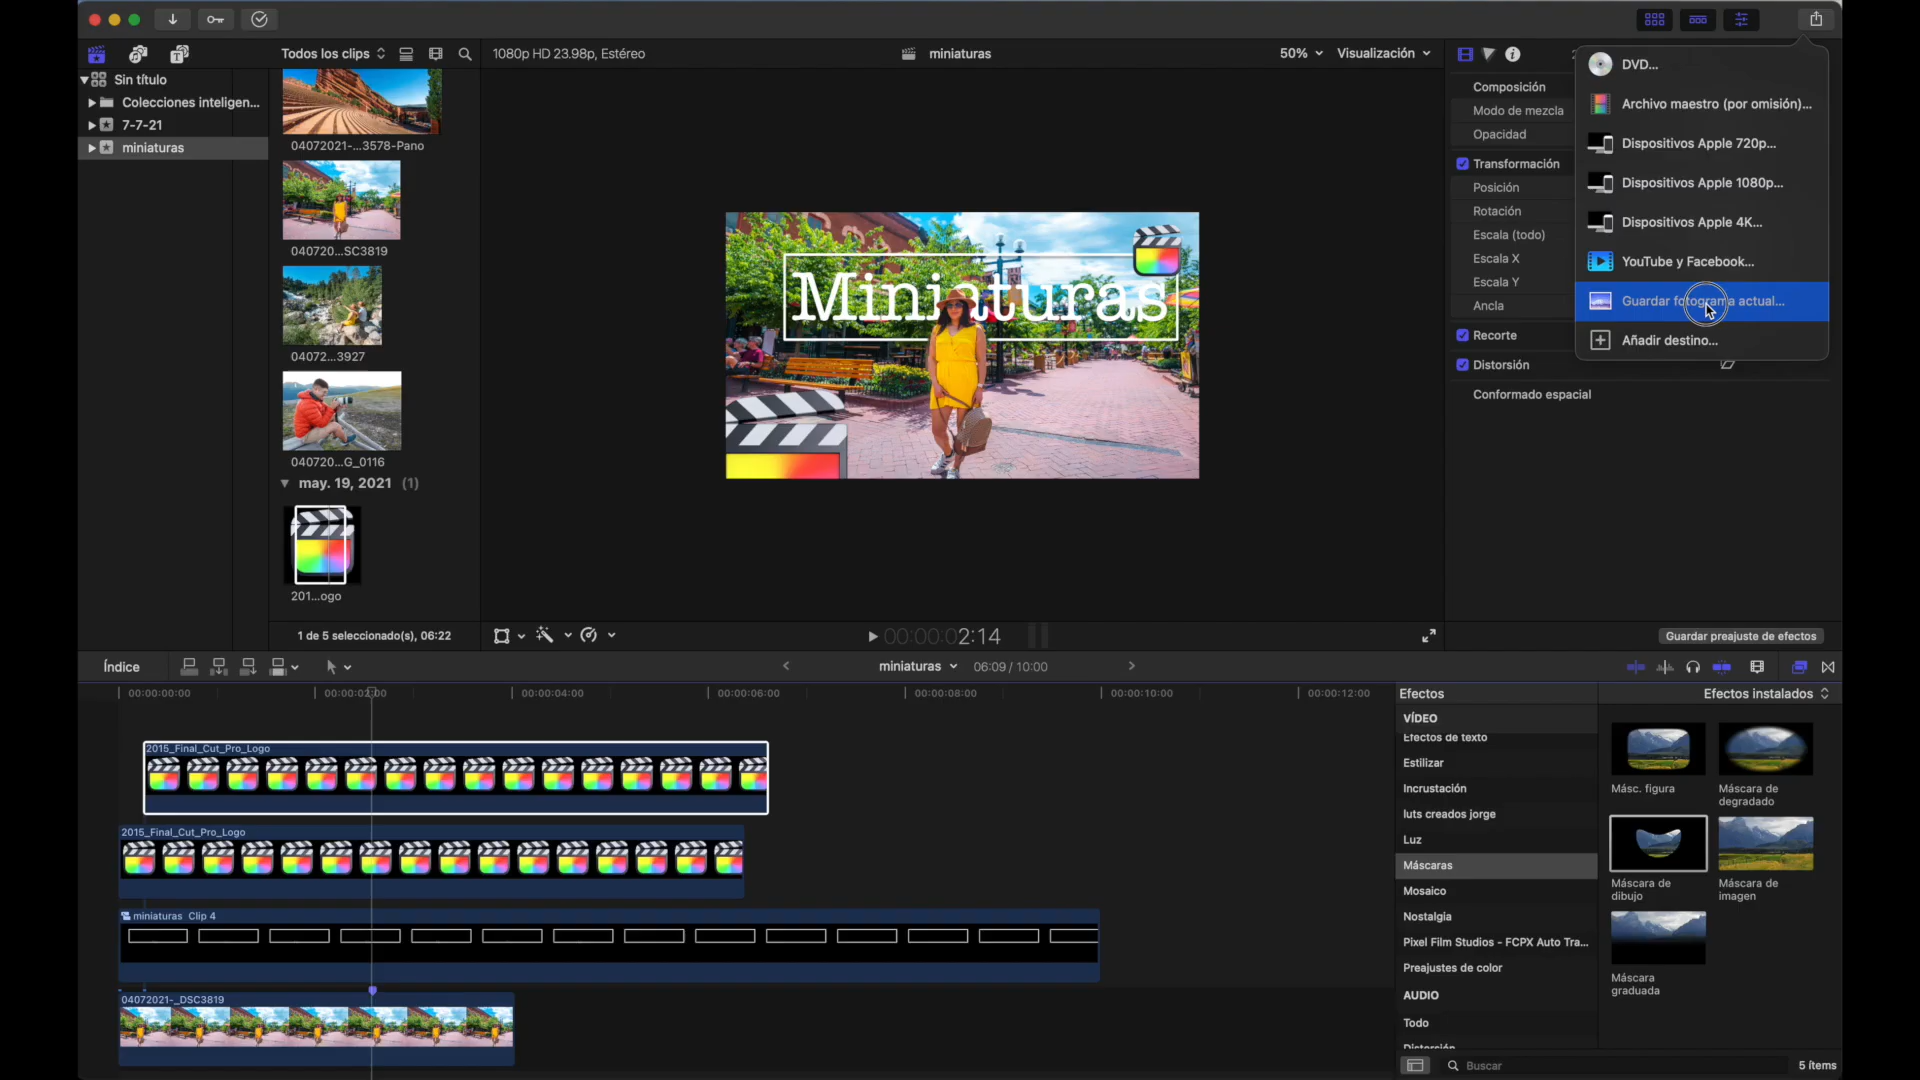 Todos los clips
1080p HD 23.98p, Estéreo
miniaturas
50%
Visualización
Sin título
Colecciones inteligen...
7-7-21
miniaturas
04072021-...3578-Pano
040720...SC3819
04072...3927
040720...G_0116
may. 19, 2021 (1)
201...ogo
1 de 5 seleccionado(s), 06:22
Miniaturas
00:00:02:14
Composición
Modo de mezcla
Opacidad
Transformación
Posición
Rotación
Escala (todo)
Escala X
Escala Y
Ancla
Recorte
Distorsión
Conformado espacial
DVD...
Archivo maestro (por omisión)...
Dispositivos Apple 720p...
Dispositivos Apple 1080p...
Dispositivos Apple 4K...
YouTube y Facebook...
Guardar fotograma actual...
Añadir destino...
Guardar preajuste de efectos
Índice
miniaturas
06:09 / 10:00
00:00:00:00
00:00:02:00
00:00:04:00
00:00:06:00
00:00:08:00
00:00:10:00
00:00:12:00
2015_Final_Cut_Pro_Logo
2015_Final_Cut_Pro_Logo
miniaturas Clip 4
04072021-_DSC3819
Efectos
Efectos instalados
VÍDEO
Efectos de texto
Estilizar
Incrustación
luts creados jorge
Luz
Máscaras
Mosaico
Nostalgia
Pixel Film Studios - FCPX Auto Tra...
Preajustes de color
AUDIO
Todo
Distorsión
Másc. figura
Máscara de
degradado
Máscara de
dibujo
Máscara de
imagen
Máscara
graduada
Buscar
5 ítems